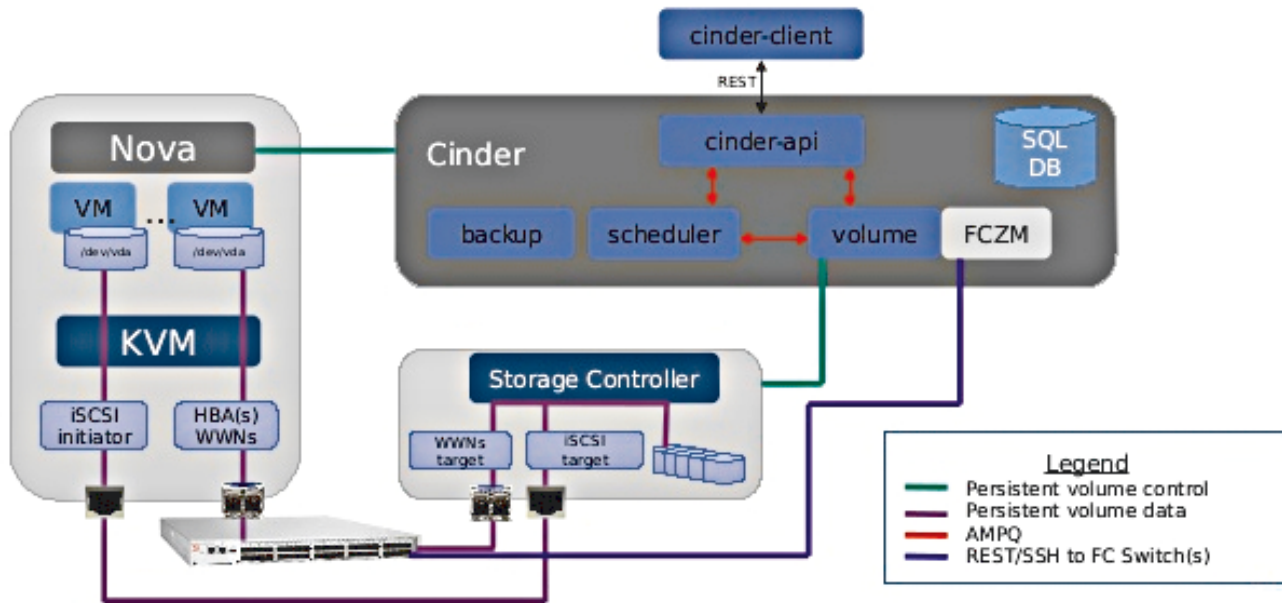 cinder-client
REST
Nova
Cinder
cinder-api
SQL
DB
VM
...
VM
/dev/vda
/dev/vda
backup
scheduler
volume
FCZM
KVM
Storage Controller
iSCSI
initiator
HBA(s)
WWNs
WWNs
target
iSCSI
target
Legend
Persistent volume control
Persistent volume data
AMPQ
REST/SSH to FC Switch(s)